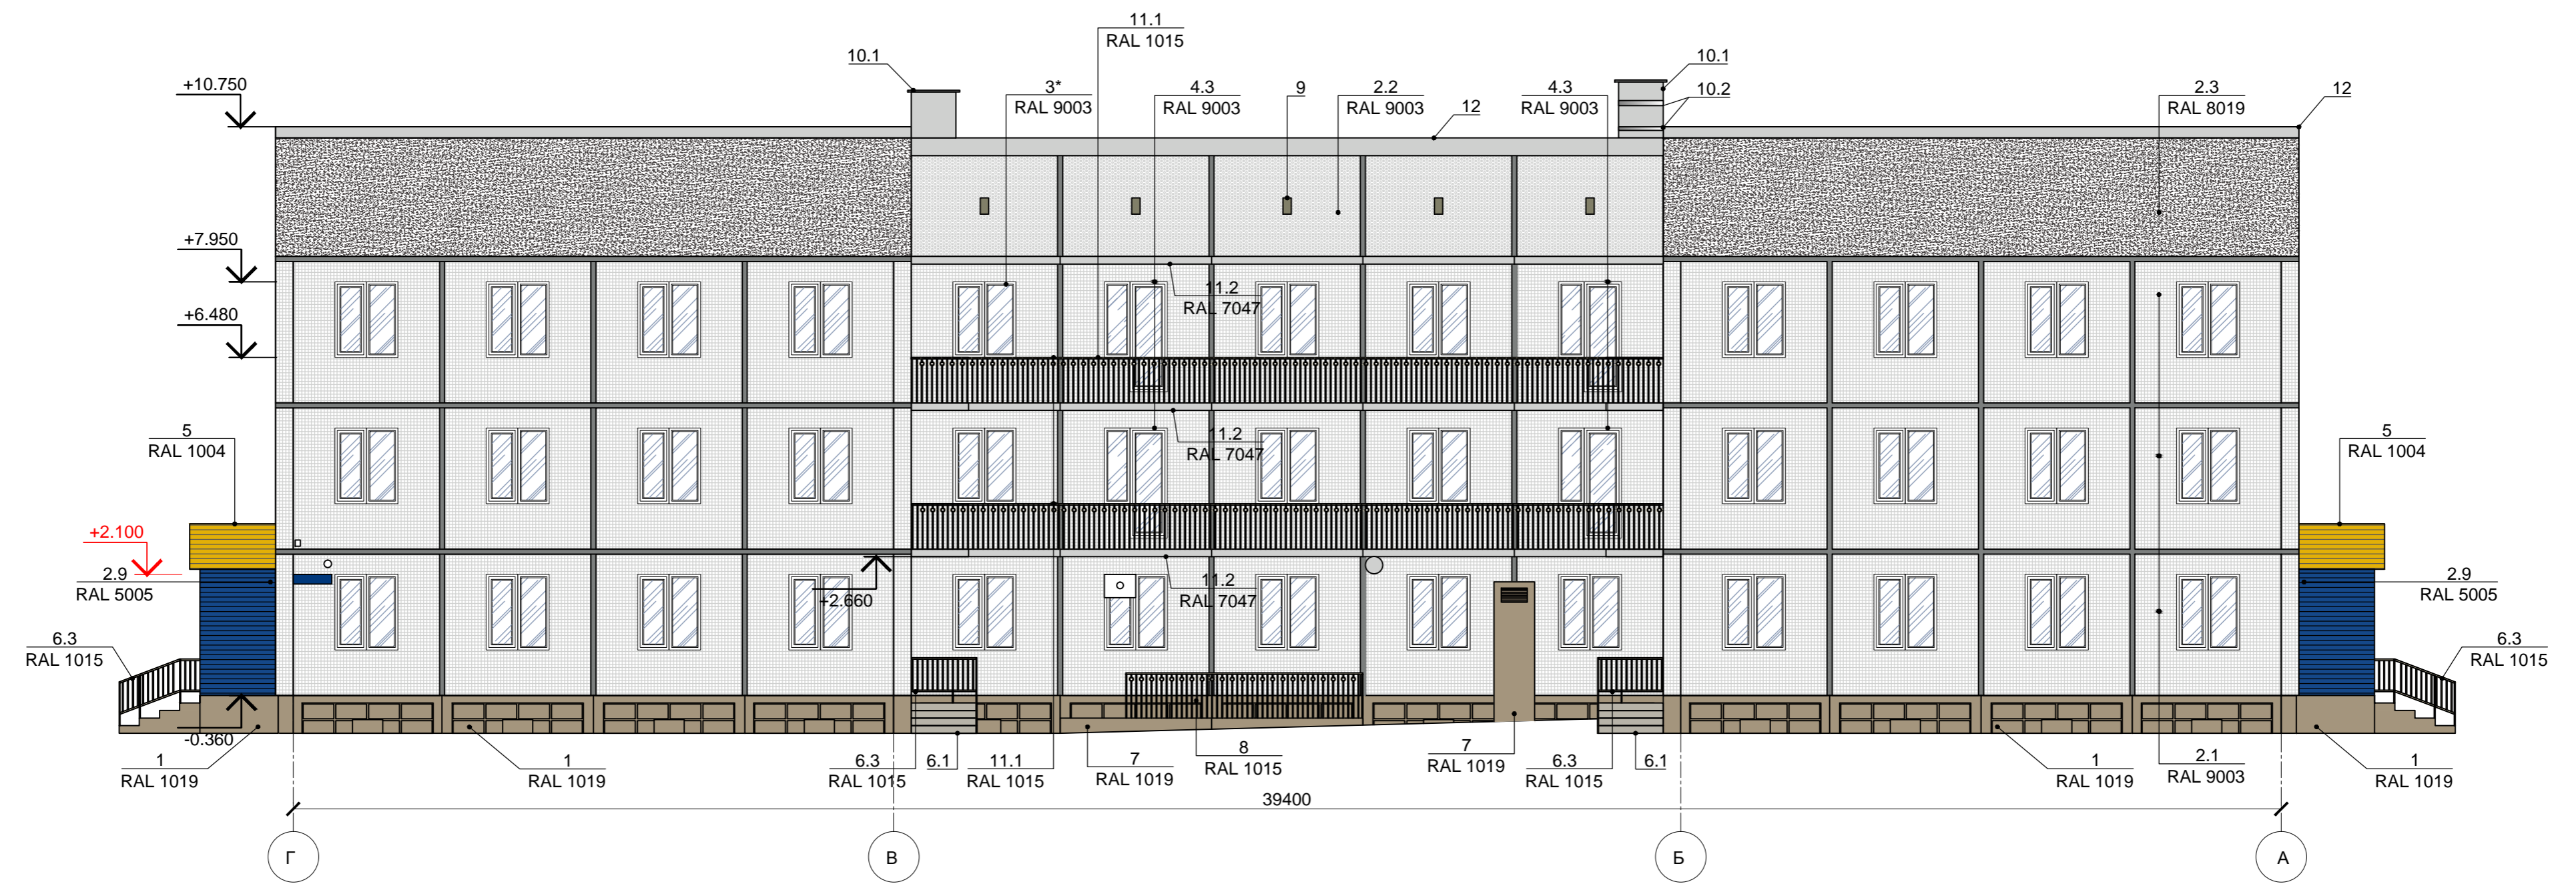 11.1
RAL 1015
10.1
10.1
+10.750
3*
RAL 9003
4.3
RAL 9003
9
2.2
RAL 9003
4.3
RAL 9003
10.2
2.3
RAL 8019
12
12
+7.950
11.2
RAL 7047
+6.480
5
RAL 1004
11.2
RAL 7047
5
RAL 1004
+2.100
2.9
RAL 5005
+2.660
11.2
RAL 7047
2.9
RAL 5005
6.3
RAL 1015
6.3
RAL 1015
-0.360
1
RAL 1019
1
RAL 1019
6.3
RAL 1015
6.1
11.1
RAL 1015
7
RAL 1019
8
RAL 1015
7
RAL 1019
6.3
RAL 1015
6.1
1
RAL 1019
2.1
RAL 9003
1
RAL 1019
39400
Г
В
Б
А